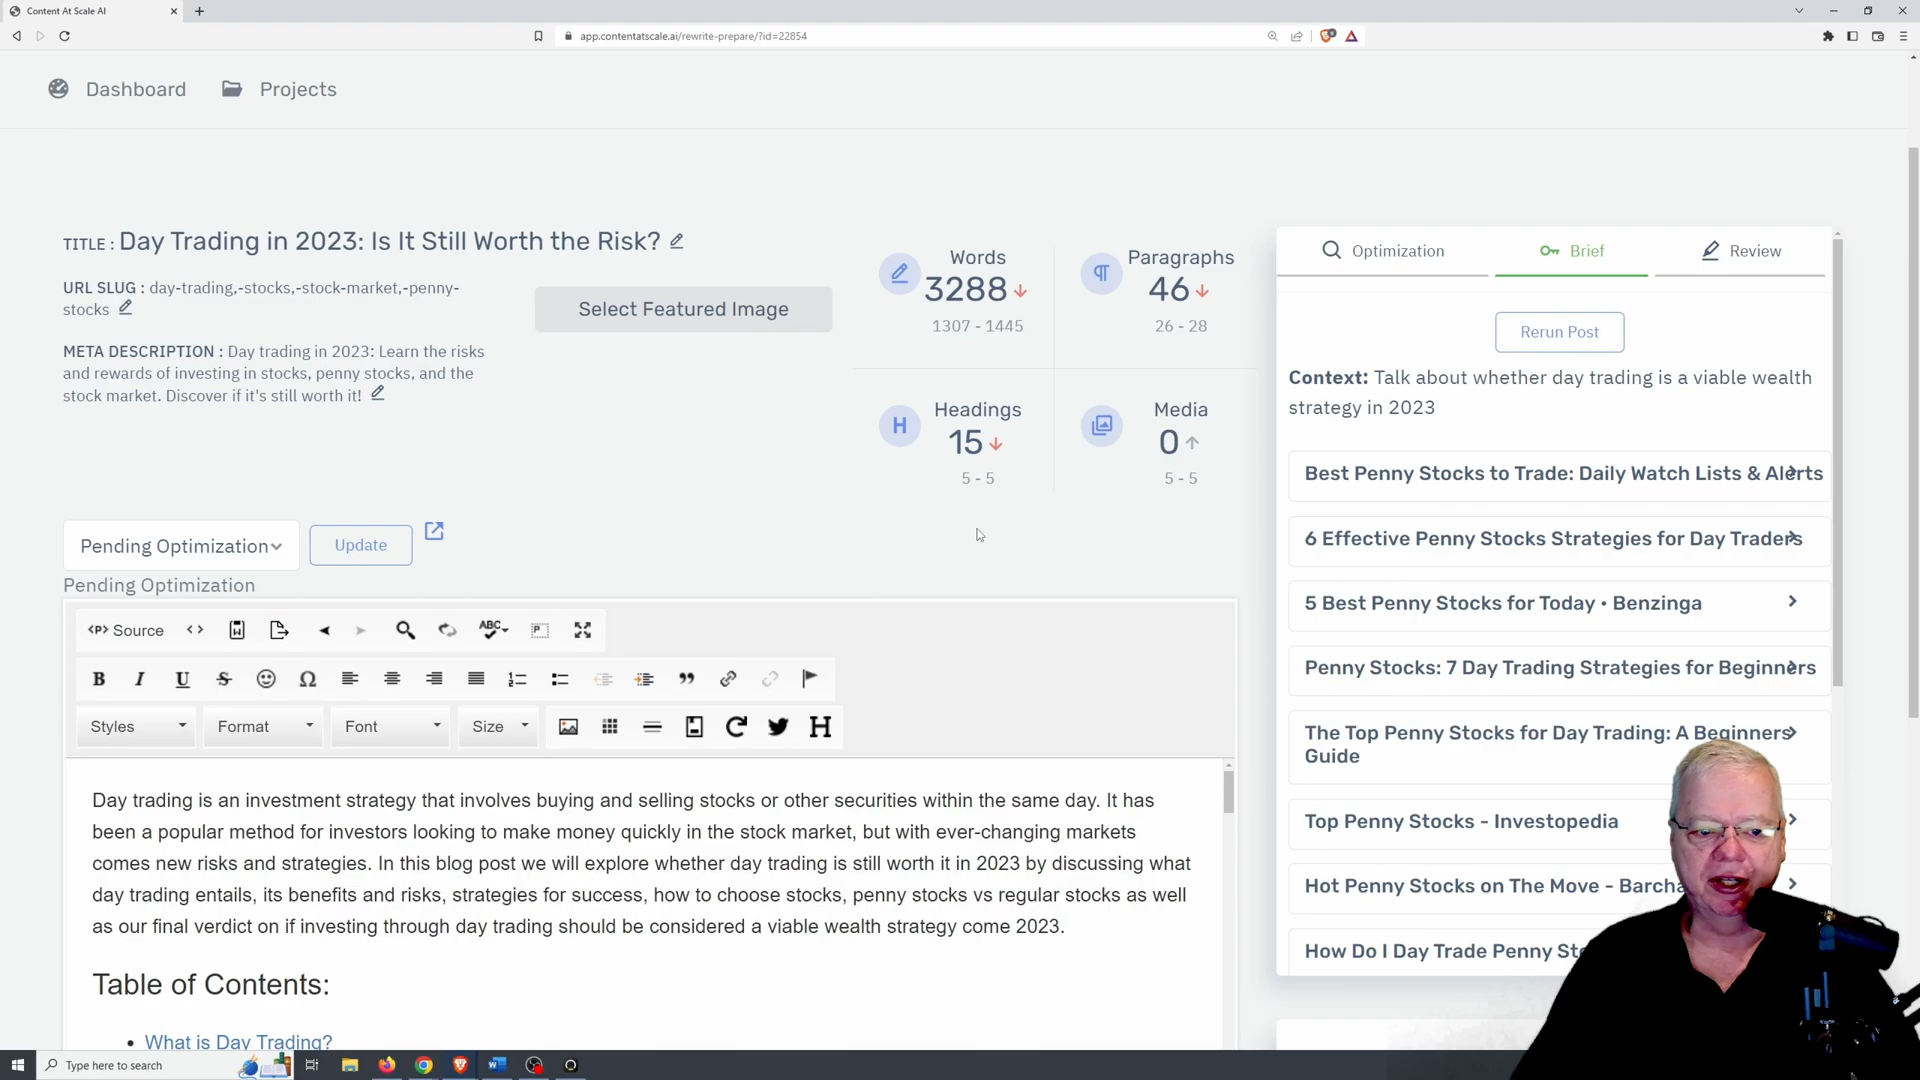 Content At Scale AI
app.contentatscale.ai/rewrite-prepare/?id=22854
Dashboard
Projects
TITLE : Day Trading in 2023: Is It Still Worth the Risk?
URL SLUG : day-trading,-stocks,-stock-market,-penny-
stocks
META DESCRIPTION : Day trading in 2023: Learn the risks
and rewards of investing in stocks, penny stocks, and the
stock market. Discover if it's still worth it!
Select Featured Image
Words
3288
1307 - 1445
Paragraphs
46
26 - 28
Headings
15
5 - 5
Media
0
5 - 5
H
Optimization
Brief
Review
Rerun Post
Context: Talk about whether day trading is a viable wealth
strategy in 2023
Best Penny Stocks to Trade: Daily Watch Lists & Alerts
6 Effective Penny Stocks Strategies for Day Traders
5 Best Penny Stocks for Today • Benzinga
Penny Stocks: 7 Day Trading Strategies for Beginners
The Top Penny Stocks for Day Trading: A Beginners
Guide
Top Penny Stocks - Investopedia
Hot Penny Stocks on The Move - Barcha
How Do I Day Trade Penny Sto
Pending Optimization
Update
Pending Optimization
Source
ABC
B I U S Ω
Styles Format Font Size H
Day trading is an investment strategy that involves buying and selling stocks or other securities within the same day. It has
been a popular method for investors looking to make money quickly in the stock market, but with ever-changing markets
comes new risks and strategies. In this blog post we will explore whether day trading is still worth it in 2023 by discussing what
day trading entails, its benefits and risks, strategies for success, how to choose stocks, penny stocks vs regular stocks as well
as our final verdict on if investing through day trading should be considered a viable wealth strategy come 2023.
Table of Contents:
• What is Day Trading?
Type here to search